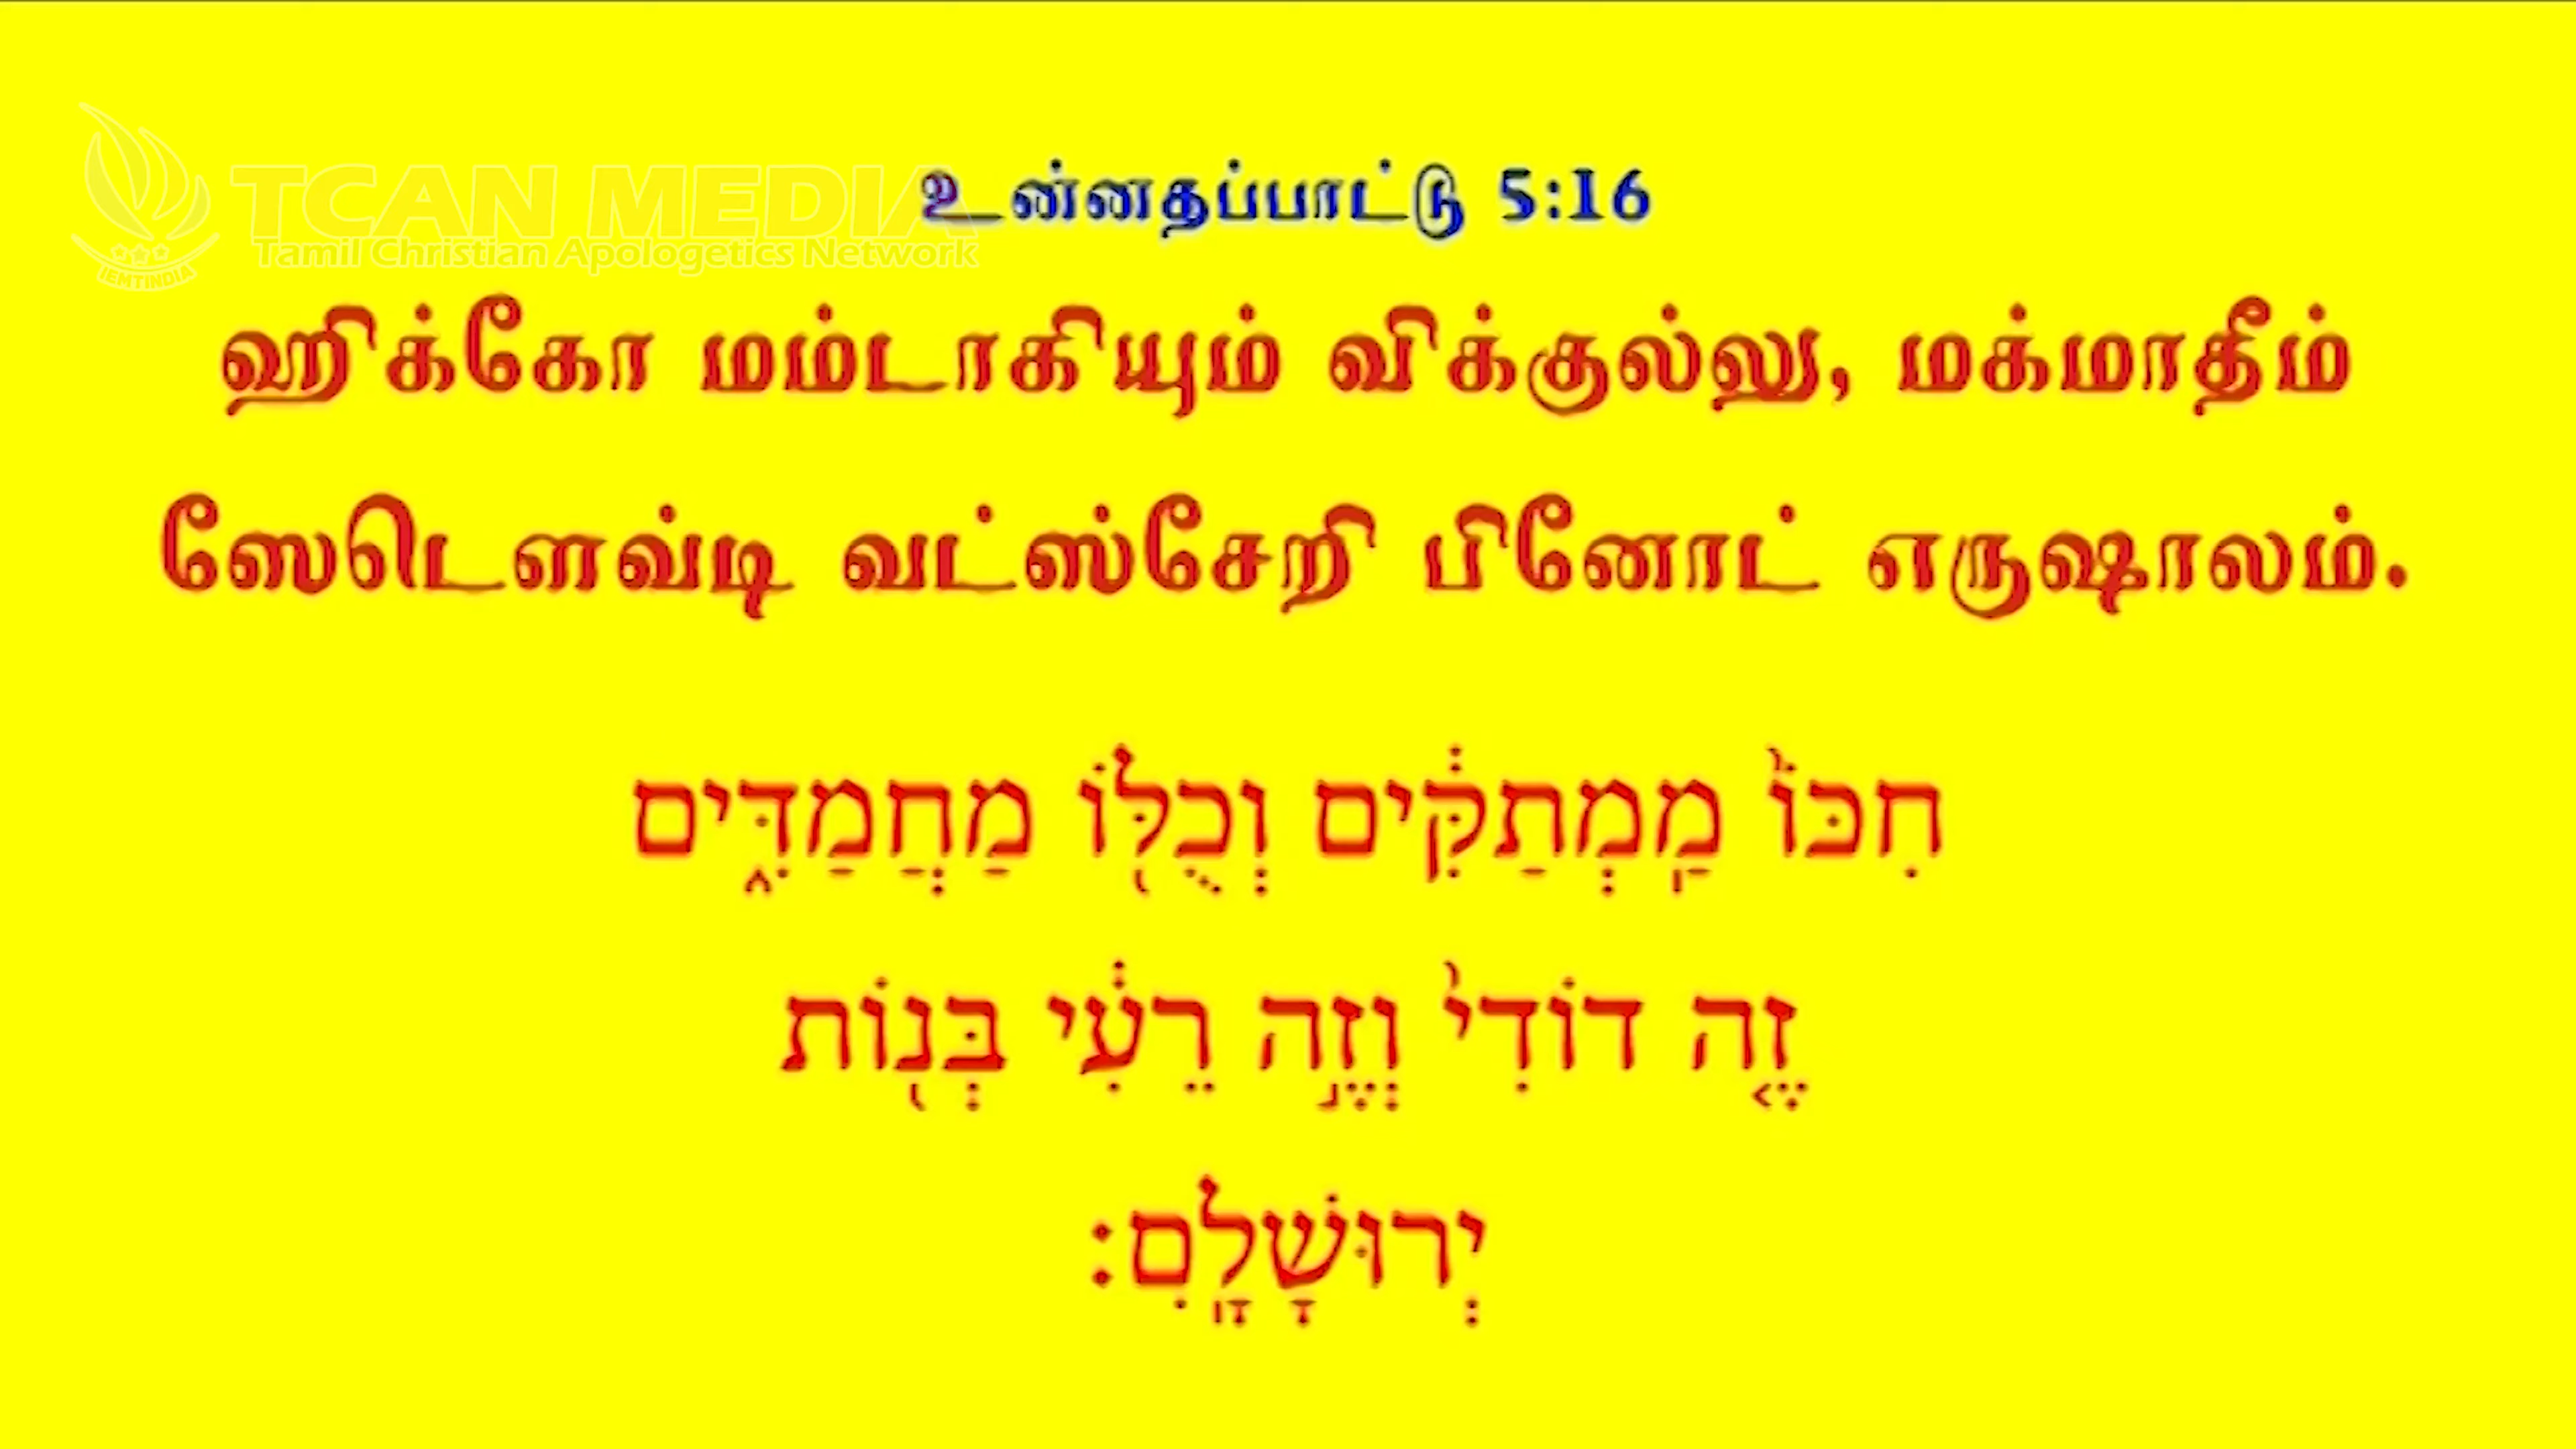 TCAN MEDIA
Tamil Christian Apologetics Network
IEMTINDIA
உன்னதப்பாட்டு 5:16
ஹிக்கோ மம்டாகியும் விக்குல்லு, மக்மாதீம்
ஸேடௌவ்டி வட்ஸ்சேறி பினோட் எருஷாலம்.
חִכּוֹ֙ מַֽמְתַקִּ֔ים וְכֻלּ֖וֹ מַחֲמַדִּ֑ים
זֶ֤ה דוֹדִי֙ וְזֶ֣ה רֵעִ֔י בְּנ֖וֹת
יְרוּשָׁלִָֽם׃